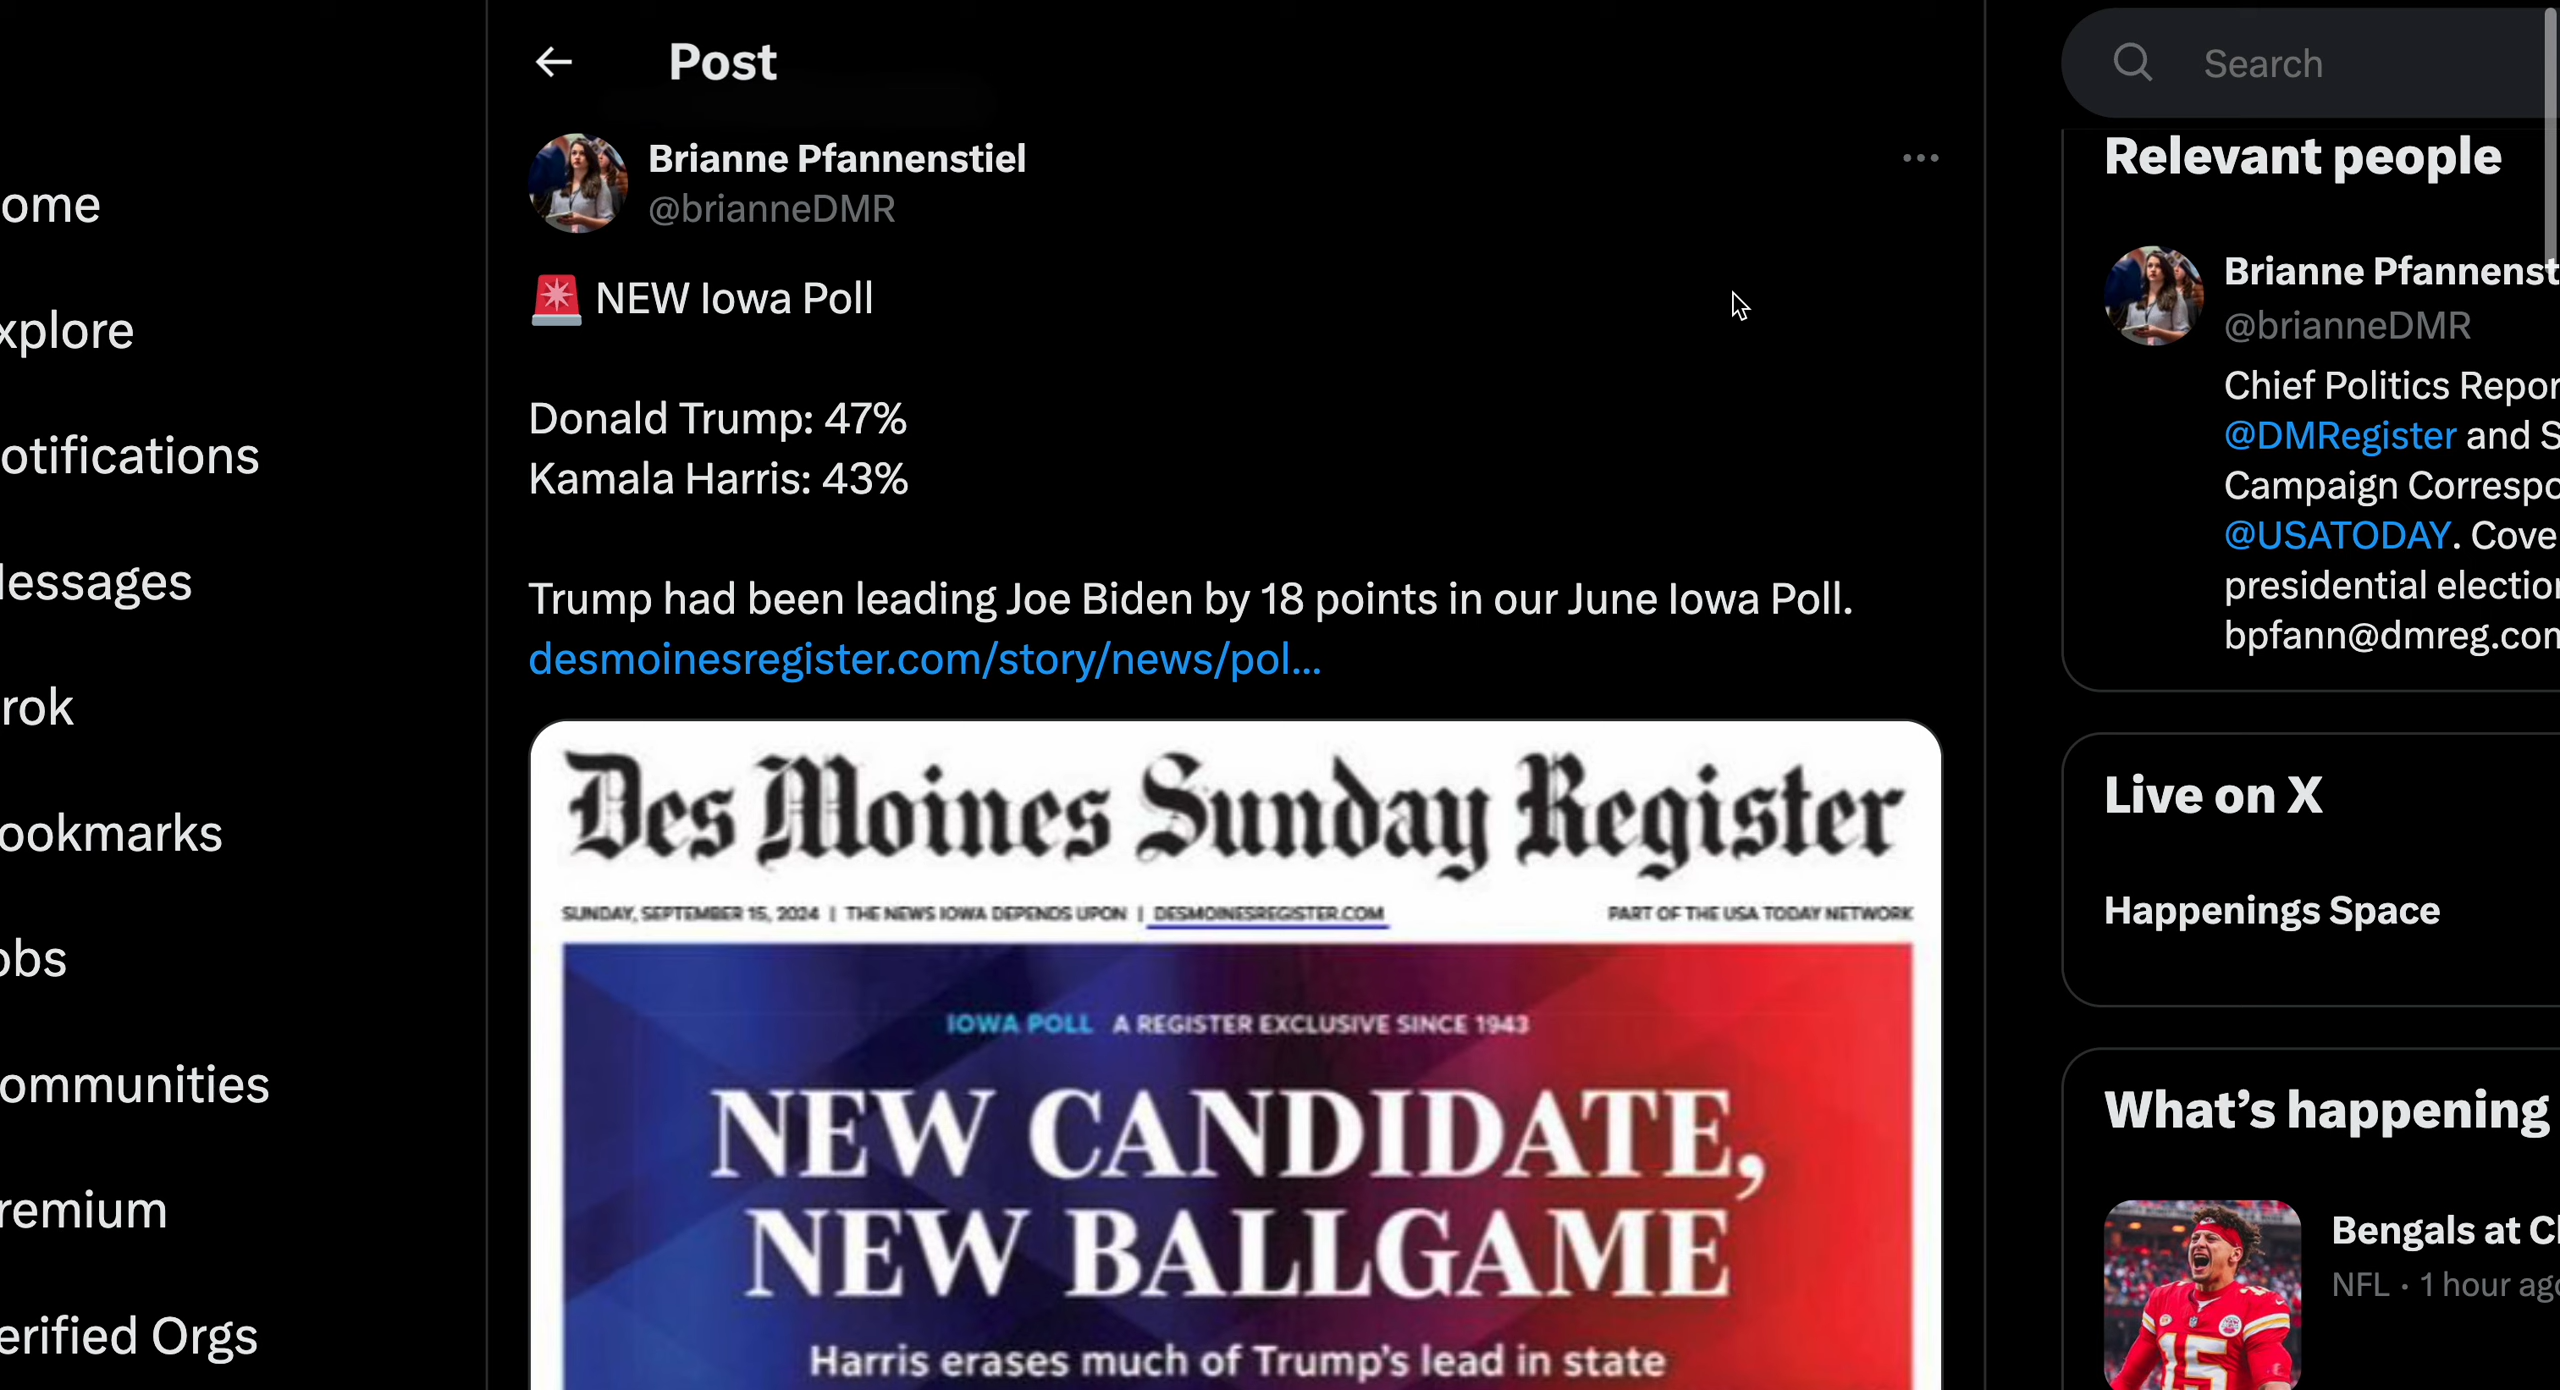 Post
Search
Brianne Pfannenstiel
@brianneDMR
NEW Iowa Poll
Donald Trump: 47%
Kamala Harris: 43%
Trump had been leading Joe Biden by 18 points in our June Iowa Poll.
desmoinesregister.com/story/news/pol...
Des Moines Sunday Register
SUNDAY, SEPTEMBER 15, 2024 | THE NEWS IOWA DEPENDS UPON | DESMOINESREGISTER.COM
PART OF THE USA TODAY NETWORK
IOWA POLL A REGISTER EXCLUSIVE SINCE 1943
NEW CANDIDATE,
NEW BALLGAME
Harris erases much of Trump's lead in state
ome
xplore
otifications
essages
rok
ookmarks
obs
ommunities
remium
erified Orgs
Relevant people
Brianne Pfannenst
@brianneDMR
Chief Politics Repor
@DMRegister and S
Campaign Correspo
@USATODAY. Cove
presidential election
bpfann@dmreg.com
Live on X
Happenings Space
What’s happening
Bengals at Ch
NFL · 1 hour ago
15